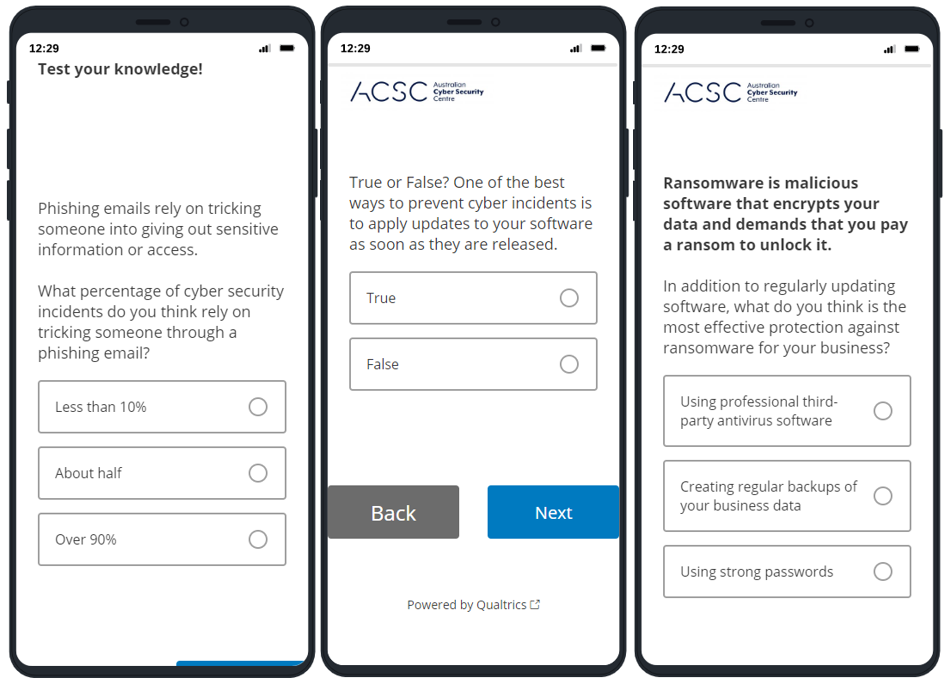 12:29
Test your knowledge!
Phishing emails rely on tricking
someone into giving out sensitive
information or access.
What percentage of cyber security
incidents do you think rely on
tricking someone through a
phishing email?
Less than 10%
About half
Over 90%
12:29
ACSC
Australian
Cyber Security
Centre
True or False? One of the best
ways to prevent cyber incidents is
to apply updates to your software
as soon as they are released.
True
False
Back
Next
Powered by Qualtrics
12:29
ACSC
Australian
Cyber Security
Centre
Ransomware is malicious
software that encrypts your
data and demands that you pay
a ransom to unlock it.
In addition to regularly updating
software, what do you think is the
most effective protection against
ransomware for your business?
Using professional third-
party antivirus software
Creating regular backups of
your business data
Using strong passwords